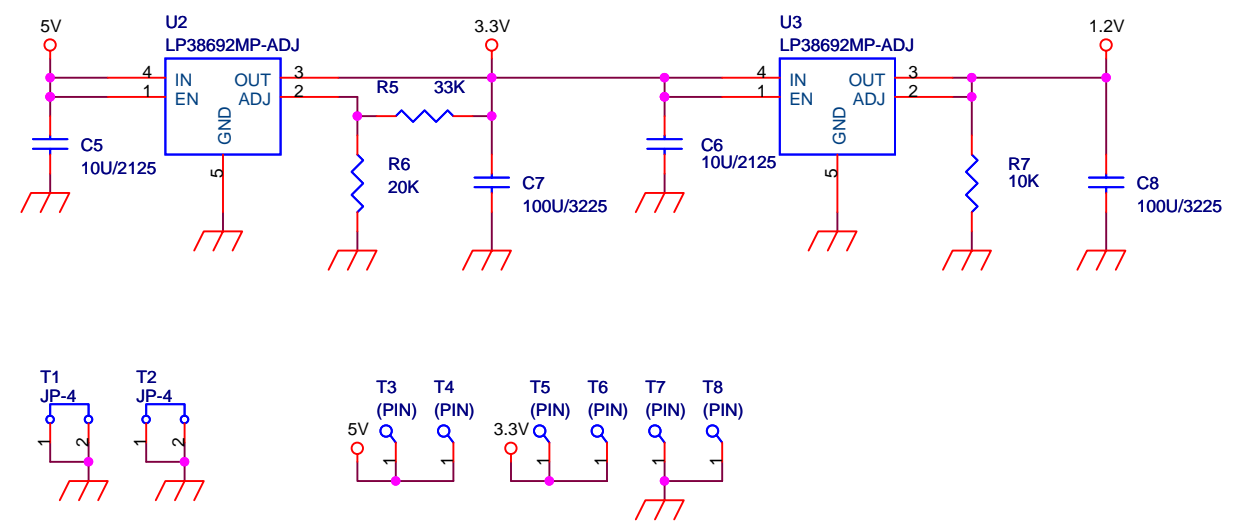 5V
U2
LP38692MP-ADJ
4
IN
OUT
3
1
EN
ADJ
2
GND
5
C5
10U/2125
R5
33K
R6
20K
3.3V
C7
100U/3225
U3
LP38692MP-ADJ
4
IN
OUT
3
1
EN
ADJ
2
GND
5
C6
10U/2125
R7
10K
1.2V
C8
100U/3225
T1
JP-4
1
2
T2
JP-4
1
2
5V
T3
(PIN)
1
T4
(PIN)
1
3.3V
T5
(PIN)
1
T6
(PIN)
1
T7
(PIN)
1
T8
(PIN)
1